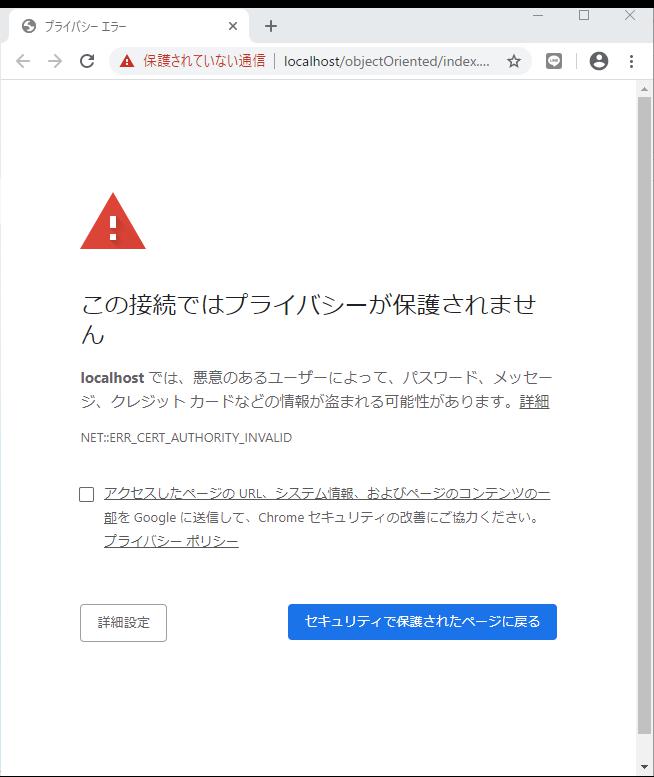 プライバシー エラー
保護されていない通信 localhost/objectOriented/index....
LINE
この接続ではプライバシーが保護されませ
ん
localhost では、悪意のあるユーザーによって、パスワード、メッセー
ジ、クレジット カードなどの情報が盗まれる可能性があります。詳細
NET::ERR_CERT_AUTHORITY_INVALID
アクセスしたページの URL、システム情報、およびページのコンテンツの一
部を Google に送信して、Chrome セキュリティの改善にご協力ください。
プライバシー ポリシー
詳細設定 セキュリティで保護されたページに戻る